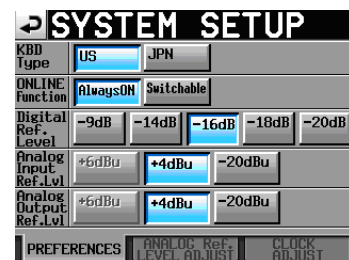 SYSTEM SETUP
KBD
Type
US
JPN
ONLINE
Function
AlwaysON
Switchable
Digital
Ref.
Level
-9dB
-14dB
-16dB
-18dB
-20dB
Analog
Input
Ref.Lvl
+6dBu
+4dBu
-20dBu
Analog
Output
Ref.Lvl
+6dBu
+4dBu
-20dBu
PREFERENCES
ANALOG Ref.
LEVEL ADJUST
CLOCK
ADJUST